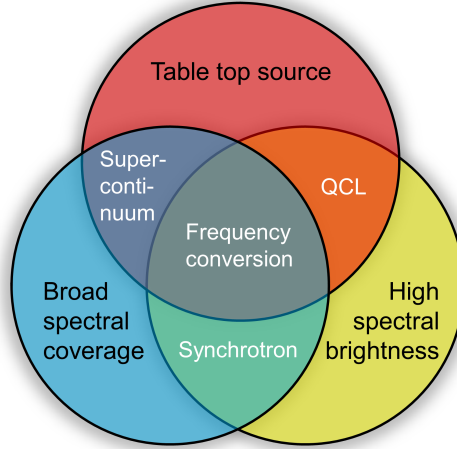 Table top source
Super-
conti-
nuum
QCL
Frequency
conversion
Broad
spectral
coverage
High
spectral
brightness
Synchrotron